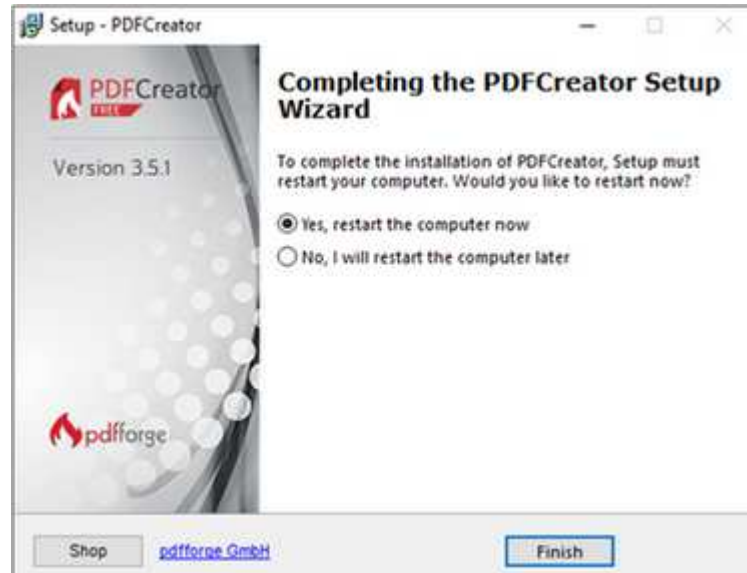 Setup - PDFCreator
PDFCreator
FREE
Version 3.5.1
Completing the PDFCreator Setup
Wizard
To complete the installation of PDFCreator, Setup must
restart your computer. Would you like to restart now?
Yes, restart the computer now
No, I will restart the computer later
pdfforge
Shop
pdfforge GmbH
Finish